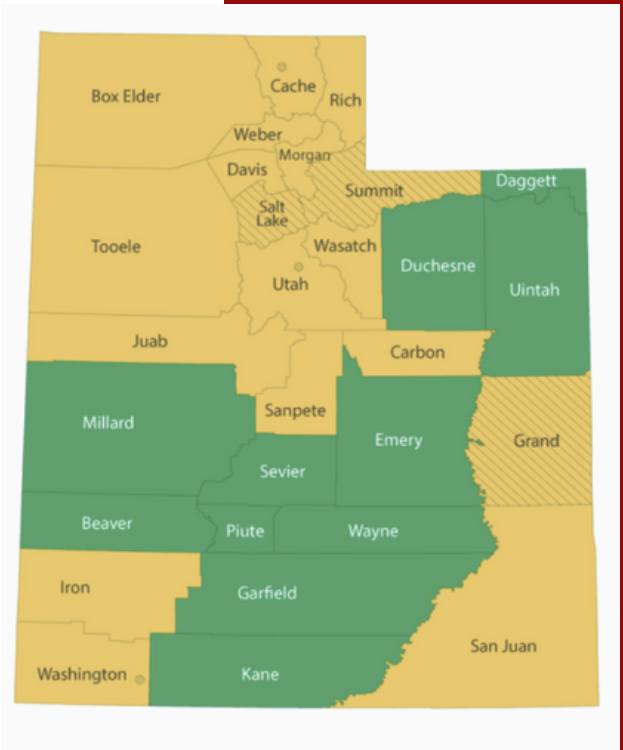 Box Elder
Cache
Rich
Weber
Morgan
Davis
Summit
Daggett
Salt
Lake
Tooele
Wasatch
Duchesne
Utah
Uintah
Juab
Carbon
Sanpete
Millard
Emery
Grand
Sevier
Beaver
Piute
Wayne
Iron
Garfield
San Juan
Washington
Kane